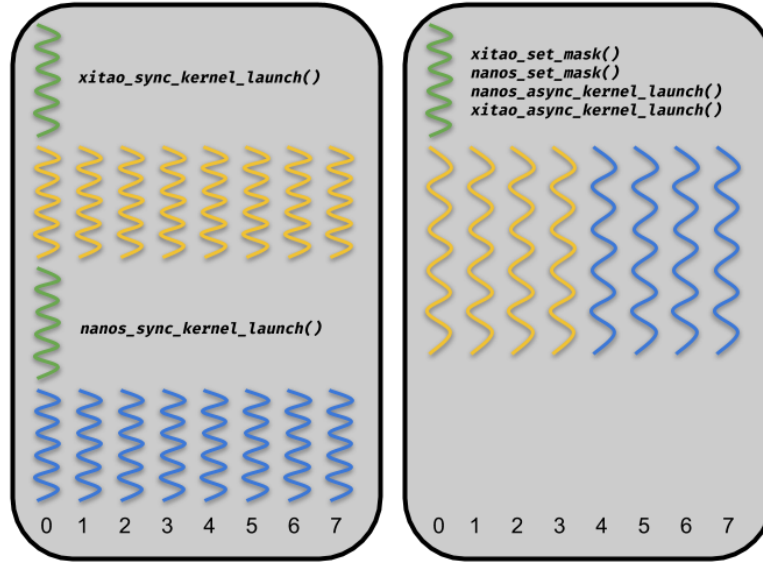 xitao_sync_kernel_launch()
nanos_sync_kernel_launch()
0 1 2 3 4 5 6 7
xitao_set_mask()
nanos_set_mask()
nanos_async_kernel_launch()
xitao_async_kernel_launch()
0 1 2 3 4 5 6 7